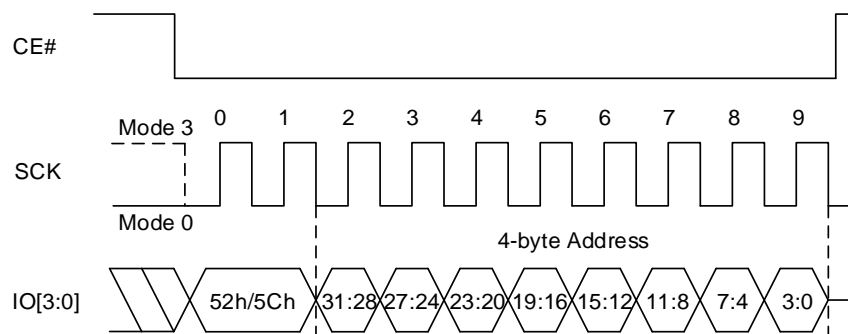 CE#
Mode 3 0 1 2 3 4 5 6 7 8 9
SCK
Mode 0
4-byte Address
IO[3:0] 52h/5Ch 31:28 27:24 23:20 19:16 15:12 11:8 7:4 3:0